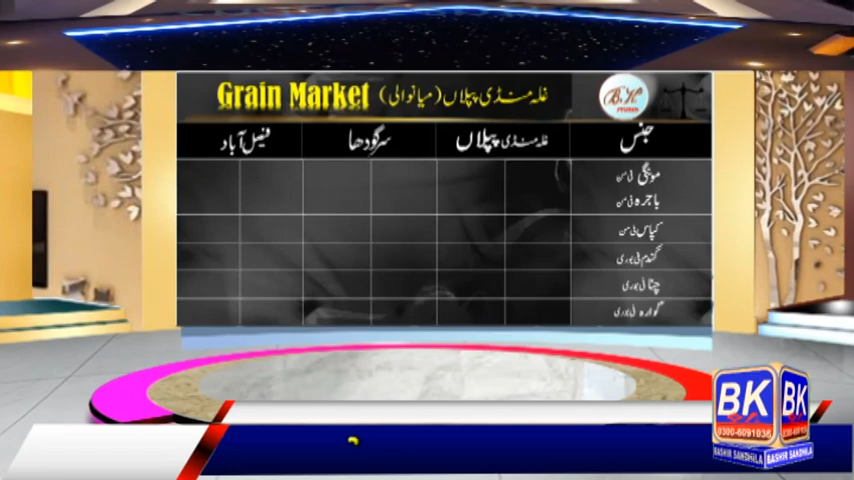 Grain Market غلہ منڈی پپلاں (میانوالی)
جنس غلہ منڈی پپلاں سرگودھا فیصل آباد
مونگی فی من
باجرہ فی من
کپاس فی من
گندم فی بوری
چنا فی بوری
گوارہ فی بوری
BK BK
0300-6091036
BASHIR SANDHILA BASHIR SANDHILA